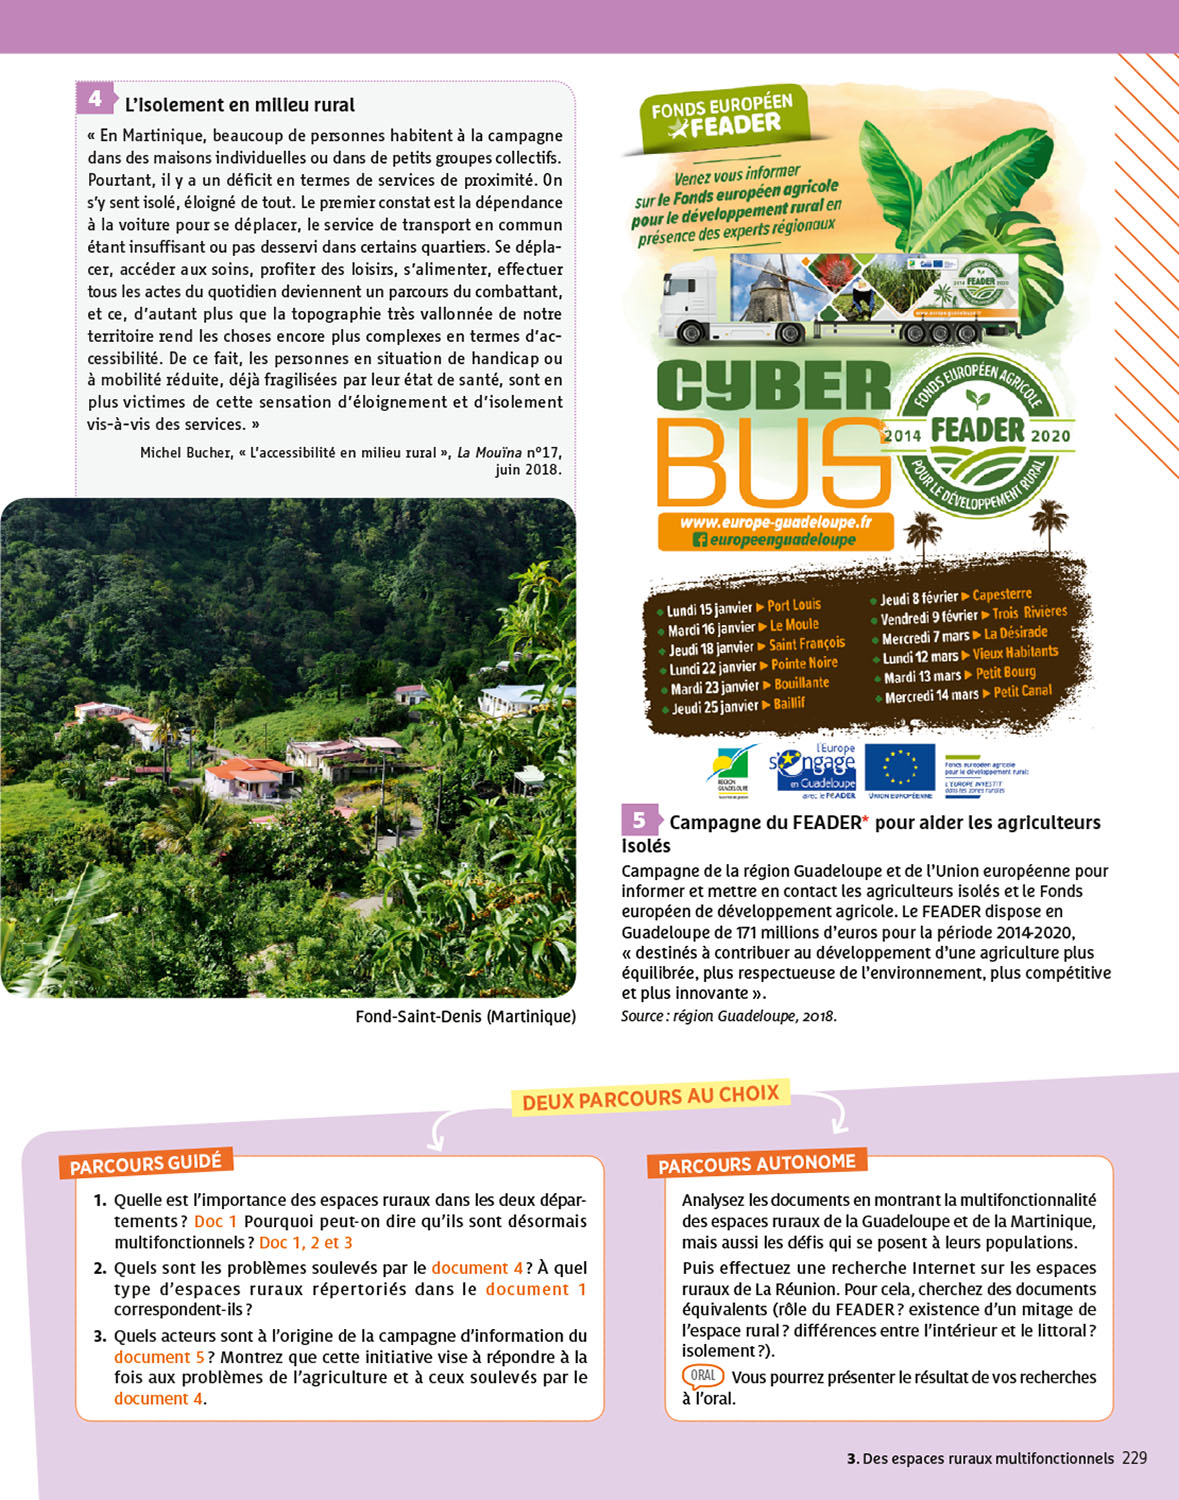 4 L'Isolement en milieu rural
« En Martinique, beaucoup de personnes habitent à la campagne
dans des maisons individuelles ou dans de petits groupes collectifs.
Pourtant, il y a un déficit en termes de services de proximité. On
s'y sent isolé, éloigné de tout. Le premier constat est la dépendance
à la voiture pour se déplacer, le service de transport en commun
étant insuffisant ou pas desservi dans certains quartiers. Se dépla-
cer, accéder aux soins, profiter des loisirs, s'alimenter, effectuer
tous les actes du quotidien deviennent un parcours du combattant,
et ce, d'autant plus que la topographie très vallonnée de notre
territoire rend les choses encore plus complexes en termes d'ac-
cessibilité. De ce fait, les personnes en situation de handicap ou
à mobilité réduite, déjà fragilisées par leur état de santé, sont en
plus victimes de cette sensation d'éloignement et d'isolement
vis-à-vis des services. »
Michel Bucher, « L'accessibilité en milieu rural », La Mouïna n°17,
juin 2018.
Fond-Saint-Denis (Martinique)
FONDS EUROPÉEN
FEADER
Venez vous informer
sur le Fonds européen agricole
pour le développement rural en
présence des experts régionaux
2014 FEADER 2020
www.europe-guadeloupe.fr
CYBER
BUS
FONDS EUROPÉEN AGRICOLE
2014 FEADER 2020
POUR LE DÉVELOPPEMENT RURAL
www.europe-guadeloupe.fr
europeenguadeloupe
Lundi 15 janvier ▶ Port Louis
Mardi 16 janvier ▶ Le Moule
Jeudi 18 janvier ▶ Saint François
Lundi 22 janvier ▶ Pointe Noire
Mardi 23 janvier ▶ Bouillante
Jeudi 25 janvier ▶ Baillif
Jeudi 8 février ▶ Capesterre
Vendredi 9 février ▶ Trois Rivières
Mercredi 7 mars ▶ La Désirade
Lundi 12 mars ▶ Vieux Habitants
Mardi 13 mars ▶ Petit Bourg
Mercredi 14 mars ▶ Petit Canal
RÉGION
GUADELOUPE
l'Europe
s'engage
en Guadeloupe
avec le FEADER
UNION EUROPÉENNE
Fonds européen agricole
pour le développement rural:
L'EUROPE INVESTIT
dans les zones rurales
5 Campagne du FEADER* pour aider les agriculteurs
Isolés
Campagne de la région Guadeloupe et de l'Union européenne pour
informer et mettre en contact les agriculteurs isolés et le Fonds
européen de développement agricole. Le FEADER dispose en
Guadeloupe de 171 millions d'euros pour la période 2014-2020,
« destinés à contribuer au développement d'une agriculture plus
équilibrée, plus respectueuse de l'environnement, plus compétitive
et plus innovante ».
Source : région Guadeloupe, 2018.
DEUX PARCOURS AU CHOIX
PARCOURS GUIDÉ
1. Quelle est l'importance des espaces ruraux dans les deux dépar-
tements ? Doc 1 Pourquoi peut-on dire qu'ils sont désormais
multifonctionnels ? Doc 1, 2 et 3
2. Quels sont les problèmes soulevés par le document 4 ? À quel
type d'espaces ruraux répertoriés dans le document 1
correspondent-ils ?
3. Quels acteurs sont à l'origine de la campagne d'information du
document 5 ? Montrez que cette initiative vise à répondre à la
fois aux problèmes de l'agriculture et à ceux soulevés par le
document 4.
PARCOURS AUTONOME
Analysez les documents en montrant la multifonctionnalité
des espaces ruraux de la Guadeloupe et de la Martinique,
mais aussi les défis qui se posent à leurs populations.
Puis effectuez une recherche Internet sur les espaces
ruraux de La Réunion. Pour cela, cherchez des documents
équivalents (rôle du FEADER ? existence d'un mitage de
l'espace rural ? différences entre l'intérieur et le littoral ?
isolement ?).
ORAL Vous pourrez présenter le résultat de vos recherches
à l'oral.
3. Des espaces ruraux multifonctionnels 229